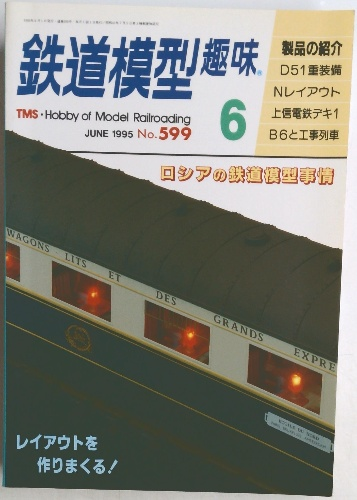 鉄道模型趣味
TMS・Hobby of Model Railroading
JUNE 1995 No.599
6
製品の紹介
D51重装備
Nレイアウト
上信電鉄デキ1
B6と工事列車
ロシアの鉄道模型事情
WAGONS LITS ET DES GRANDS EXPRE
ETOILE DU NORD
レイアウトを
作りまくる!